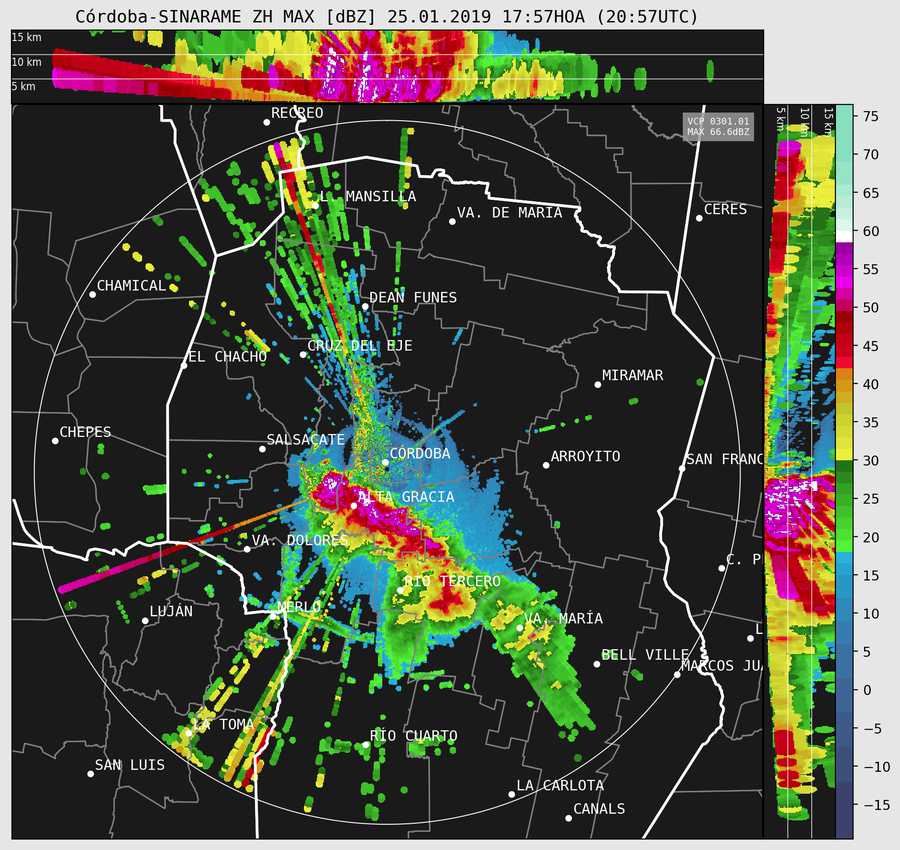 Córdoba-SINARAME ZH MAX [dBZ] 25.01.2019 17:57HOA (20:57UTC)
15 km
10 km
5 km
5 km
10 km
15 km
VCP 0301.01
MAX 66.6dBZ
RECREO
L. MANSILLA
VA. DE MARIA
CERES
CHAMICAL
DEAN FUNES
CRUZ DEL EJE
EL CHACHO
MIRAMAR
CHEPES
SALSACATE
CÓRDOBA
ARROYITO
SAN FRANC
ALTA GRACIA
VA. DOLORES
C. P
RÍO TERCERO
LUJÁN
MERLO
VA. MARÍA
L
BELL VILLE
MARCOS JU
LA TOMA
RÍO CUARTO
SAN LUIS
LA CARLOTA
CANALS
75
70
65
60
55
50
45
40
35
30
25
20
15
10
5
0
−5
−10
−15